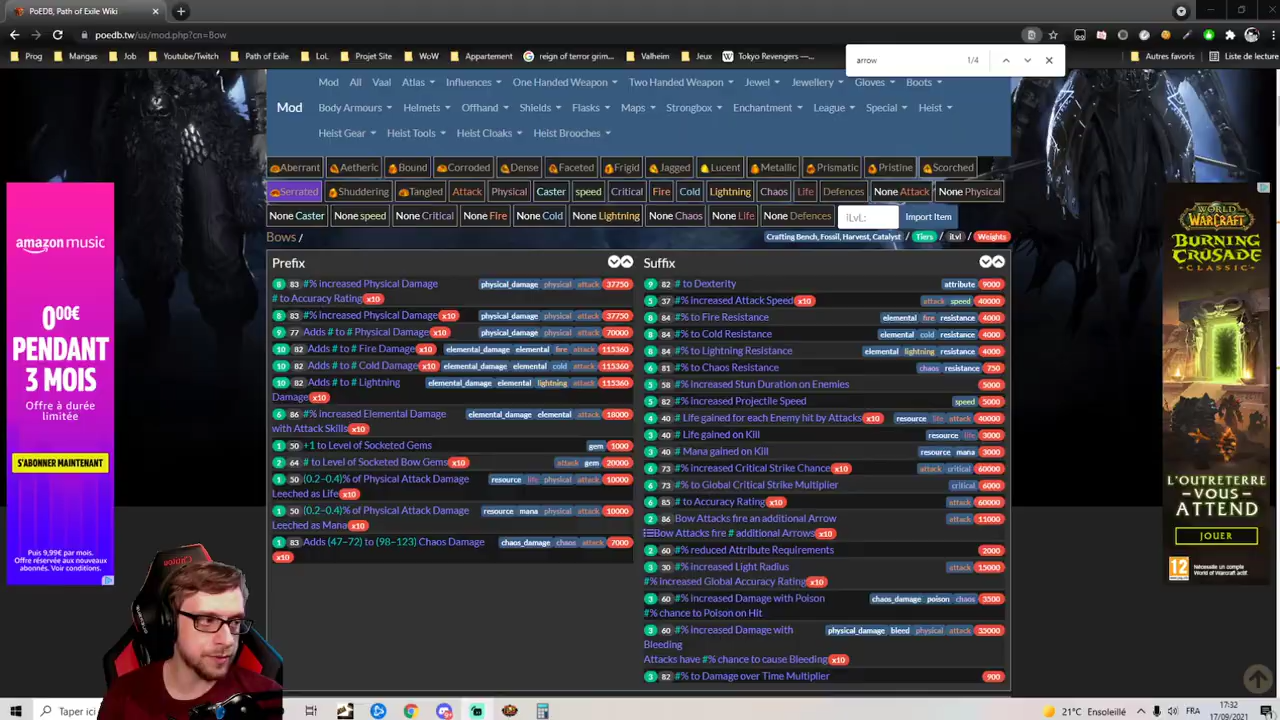 PoEDB, Path of Exile Wiki
poedb.tw/us/mod.php?cn=Bow
Prog Mangas Job Youtube/Twitch Path of Exile LoL Projet Site WoW Appartement reign of terror grim... Valheim Jeux Tokyo Revengers —... Autres favoris Liste de lecture
arrow 1/4
Mod All Vaal Atlas Influences One Handed Weapon Two Handed Weapon Jewel Jewellery Gloves Boots
Mod
Body Armours Helmets Offhand Shields Flasks Maps Strongbox Enchantment League Special Heist
Heist Gear Heist Tools Heist Cloaks Heist Brooches
Aberrant Aetheric Bound Corroded Dense Faceted Frigid Jagged Lucent Metallic Prismatic Pristine Scorched
Serrated Shuddering Tangled Attack Physical Caster speed Critical Fire Cold Lightning Chaos Life Defences None Attack None Physical
None Caster None speed None Critical None Fire None Cold None Lightning None Chaos None Life None Defences iLvL: Import Item
Bows /
Crafting Bench, Fossil, Harvest, Catalyst / Tiers / iLvl / Weights
Prefix
8 83 #% increased Physical Damage physical_damage physical attack 37750
# to Accuracy Rating x10
8 83 #% increased Physical Damage x10 physical_damage physical attack 37750
9 77 Adds # to # Physical Damage x10 physical_damage physical attack 70000
10 82 Adds # to # Fire Damage x10 elemental_damage elemental fire attack 115360
10 82 Adds # to # Cold Damage x10 elemental_damage elemental cold attack 115360
10 82 Adds # to # Lightning elemental_damage elemental lightning attack 115360
Damage x10
6 86 #% increased Elemental Damage elemental_damage elemental attack 18000
with Attack Skills x10
1 50 +1 to Level of Socketed Gems gem 1000
2 64 # to Level of Socketed Bow Gems x10 attack gem 20000
1 50 (0.2–0.4)% of Physical Attack Damage resource life physical attack 10000
Leeched as Life x10
1 50 (0.2–0.4)% of Physical Attack Damage resource mana physical attack 10000
Leeched as Mana x10
1 83 Adds (47–72) to (98–123) Chaos Damage chaos_damage chaos attack 7000
x10
Suffix
9 82 # to Dexterity attribute 9000
5 37 #% increased Attack Speed x10 attack speed 40000
8 84 #% to Fire Resistance elemental fire resistance 4000
8 84 #% to Cold Resistance elemental cold resistance 4000
8 84 #% to Lightning Resistance elemental lightning resistance 4000
6 81 #% to Chaos Resistance chaos resistance 750
5 58 #% increased Stun Duration on Enemies 5000
5 82 #% increased Projectile Speed speed 5000
4 40 # Life gained for each Enemy hit by Attacks x10 resource life attack 40000
3 40 # Life gained on Kill resource life 3000
3 40 # Mana gained on Kill resource mana 3000
6 73 #% increased Critical Strike Chance x10 attack critical 60000
6 73 #% to Global Critical Strike Multiplier critical 6000
6 85 # to Accuracy Rating x10 attack 60000
2 86 Bow Attacks fire an additional Arrow attack 11000
Bow Attacks fire # additional Arrows x10
2 60 #% reduced Attribute Requirements 2000
3 30 #% increased Light Radius attack 15000
#% increased Global Accuracy Rating x10
3 60 #% increased Damage with Poison chaos_damage poison chaos 3500
#% chance to Poison on Hit
3 60 #% increased Damage with physical_damage bleed physical attack 35000
Bleeding
Attacks have #% chance to cause Bleeding x10
3 82 #% to Damage over Time Multiplier 900
amazon music
0,00€
PENDANT
3 MOIS
Offre à durée
limitée
S'ABONNER MAINTENANT
Puis 9,99€ par mois.
Offre réservée aux nouveaux
abonnés. Voir conditions.
WORLD
WARCRAFT
BURNING
CRUSADE
CLASSIC
L'OUTRETERRE
VOUS
ATTEND
JOUER
12
Taper ici
21°C Ensoleillé FRA 17:32
17/09/2021